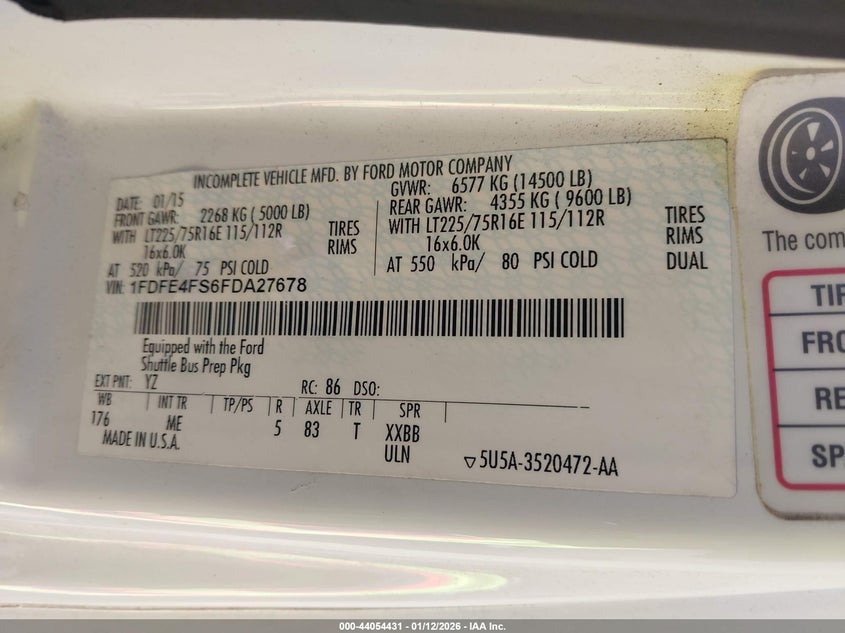 INCOMPLETE VEHICLE MFD. BY FORD MOTOR COMPANY
DATE: 01/15
GVWR: 6577 KG (14500 LB)
FRONT GAWR: 2268 KG ( 5000 LB)
REAR GAWR: 4355 KG ( 9600 LB)
WITH LT225/75R16E 115/112R TIRES
WITH LT225/75R16E 115/112R TIRES
16x6.0K RIMS
16x6.0K RIMS
AT 520 kPa/ 75 PSI COLD
AT 550 kPa/ 80 PSI COLD DUAL
VIN: 1FDFE4FS6FDA27678
Equipped with the Ford
Shuttle Bus Prep Pkg
EXT PNT: YZ RC: 86 DSO:
WB INT TR TP/PS R AXLE TR SPR
176 ME 5 83 T XXBB
MADE IN U.S.A. ULN
5U5A-3520472-AA
The com
TIR
FRO
RE
SPA
000-44054431 - 01/12/2026 - IAA Inc.